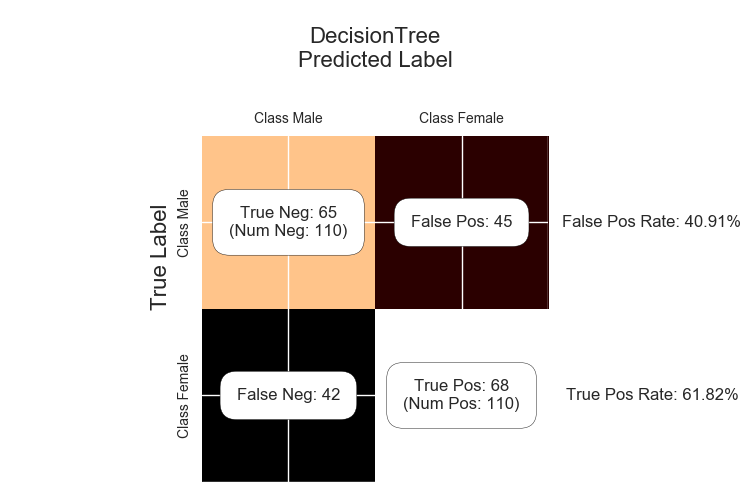 DecisionTree
Predicted Label
Class Male
Class Female
True Label
Class Male
True Neg: 65
(Num Neg: 110)
False Pos: 45
False Pos Rate: 40.91%
Class Female
False Neg: 42
True Pos: 68
(Num Pos: 110)
True Pos Rate: 61.82%